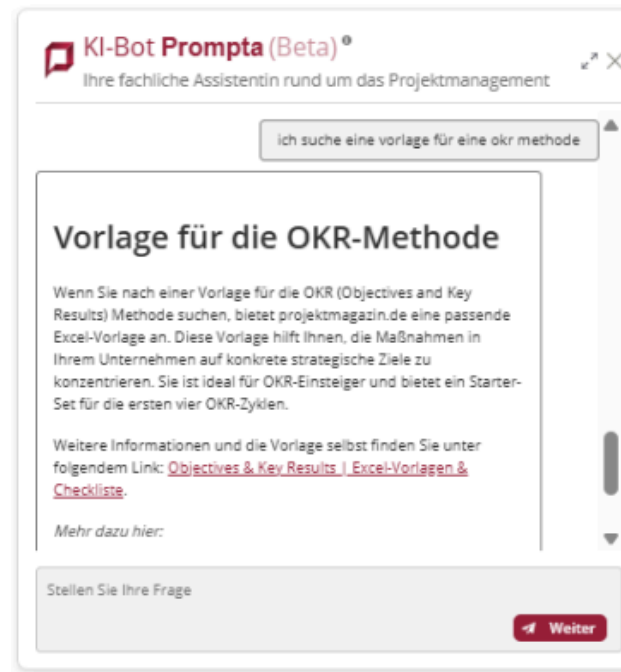 KI-Bot Prompta (Beta)
Ihre fachliche Assistentin rund um das Projektmanagement
ich suche eine vorlage für eine okr methode
Vorlage für die OKR-Methode
Wenn Sie nach einer Vorlage für die OKR (Objectives and Key
Results) Methode suchen, bietet projektmagazin.de eine passende
Excel-Vorlage an. Diese Vorlage hilft Ihnen, die Maßnahmen in
Ihrem Unternehmen auf konkrete strategische Ziele zu
konzentrieren. Sie ist ideal für OKR-Einsteiger und bietet ein Starter-
Set für die ersten vier OKR-Zyklen.
Weitere Informationen und die Vorlage selbst finden Sie unter
folgendem Link: Objectives & Key Results | Excel-Vorlagen &
Checkliste.
Mehr dazu hier:
Stellen Sie Ihre Frage
Weiter